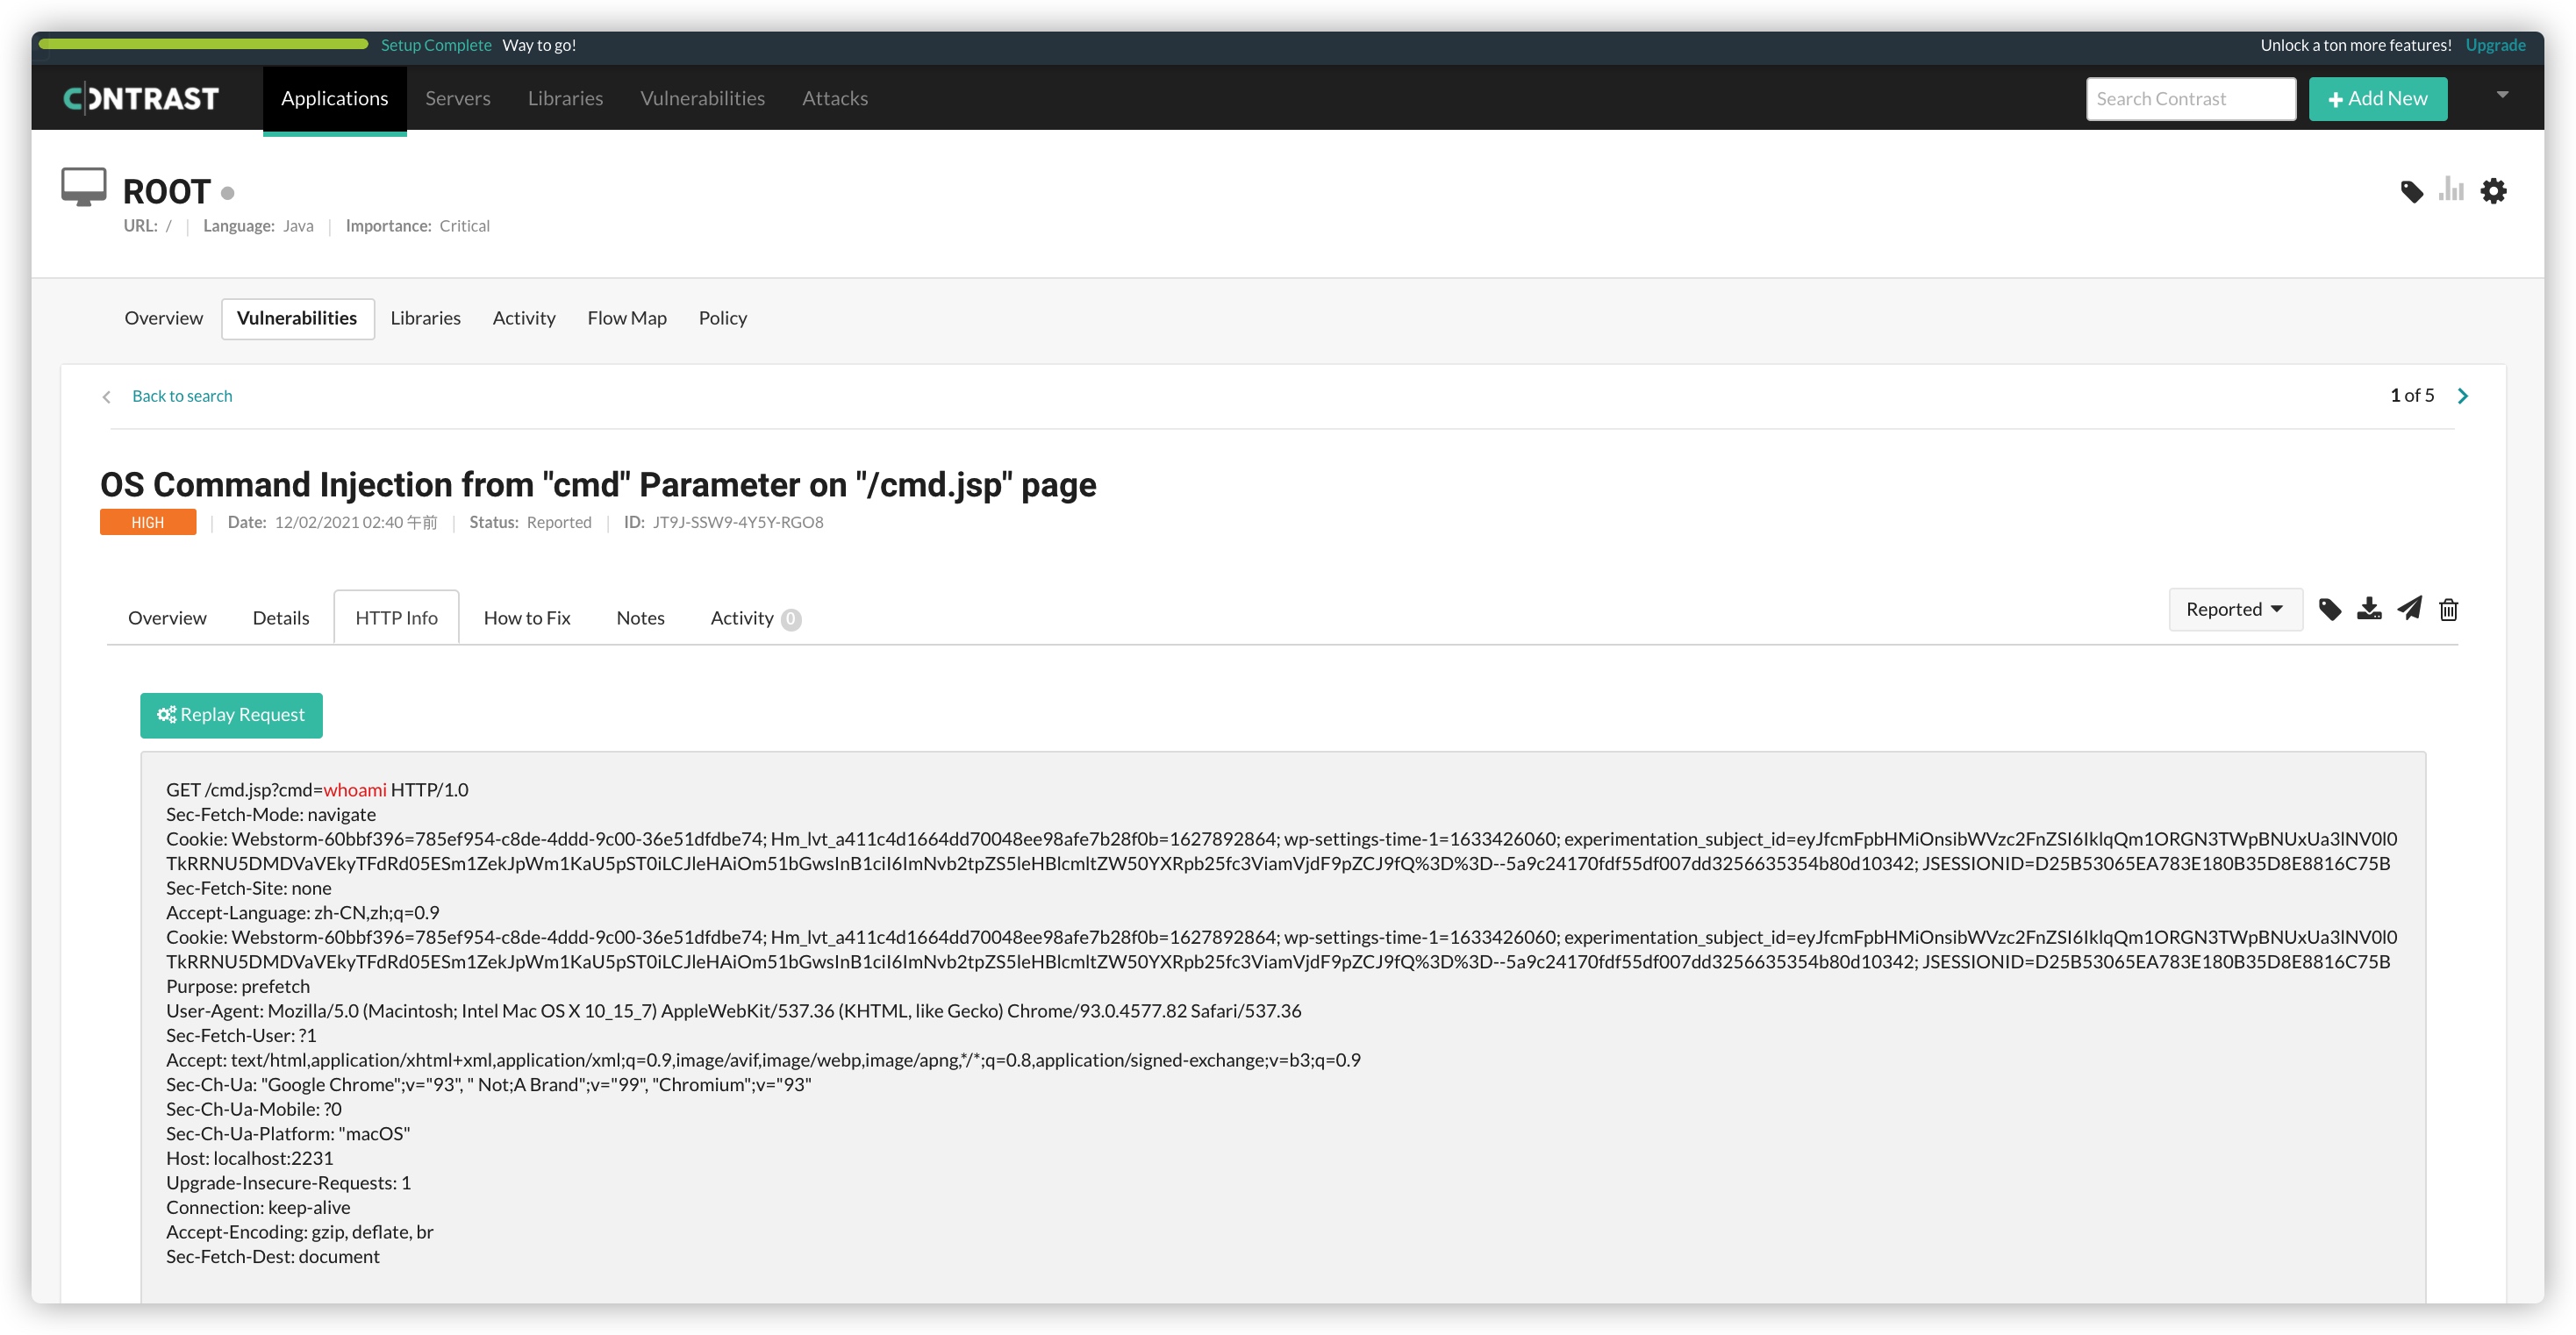 Setup Complete Way to go! Unlock a ton more features! Upgrade
CONTRAST Applications Servers Libraries Vulnerabilities Attacks Search Contrast Add New
ROOT
URL: / | Language: Java | Importance: Critical
Overview Vulnerabilities Libraries Activity Flow Map Policy
Back to search 1 of 5
OS Command Injection from "cmd" Parameter on "/cmd.jsp" page
HIGH | Date: 12/02/2021 02:40 午前 | Status: Reported | ID: JT9J-SSW9-4Y5Y-RGO8
Overview Details HTTP Info How to Fix Notes Activity 0 Reported
Replay Request
GET /cmd.jsp?cmd=whoami HTTP/1.0
Sec-Fetch-Mode: navigate
Cookie: Webstorm-60bbf396=785ef954-c8de-4ddd-9c00-36e51dfdbe74; Hm_lvt_a411c4d1664dd70048ee98afe7b28f0b=1627892864; wp-settings-time-1=1633426060; experimentation_subject_id=eyJfcmFpbHMiOnsibWVzc2FnZSI6IklqQm1ORGN3TWpBNUxUa3lNV0l0
TkRRNU5DMDVaVEkyTFdRd05ESm1ZekJpWm1KaU5pST0iLCJleHAiOm51bGwsInB1ciI6ImNvb2tpZS5leHBlcmltZW50YXRpb25fc3ViamVjdF9pZCJ9fQ%3D%3D--5a9c24170fdf55df007dd3256635354b80d10342; JSESSIONID=D25B53065EA783E180B35D8E8816C75B
Sec-Fetch-Site: none
Accept-Language: zh-CN,zh;q=0.9
Cookie: Webstorm-60bbf396=785ef954-c8de-4ddd-9c00-36e51dfdbe74; Hm_lvt_a411c4d1664dd70048ee98afe7b28f0b=1627892864; wp-settings-time-1=1633426060; experimentation_subject_id=eyJfcmFpbHMiOnsibWVzc2FnZSI6IklqQm1ORGN3TWpBNUxUa3lNV0l0
TkRRNU5DMDVaVEkyTFdRd05ESm1ZekJpWm1KaU5pST0iLCJleHAiOm51bGwsInB1ciI6ImNvb2tpZS5leHBlcmltZW50YXRpb25fc3ViamVjdF9pZCJ9fQ%3D%3D--5a9c24170fdf55df007dd3256635354b80d10342; JSESSIONID=D25B53065EA783E180B35D8E8816C75B
Purpose: prefetch
User-Agent: Mozilla/5.0 (Macintosh; Intel Mac OS X 10_15_7) AppleWebKit/537.36 (KHTML, like Gecko) Chrome/93.0.4577.82 Safari/537.36
Sec-Fetch-User: ?1
Accept: text/html,application/xhtml+xml,application/xml;q=0.9,image/avif,image/webp,image/apng,*/*;q=0.8,application/signed-exchange;v=b3;q=0.9
Sec-Ch-Ua: "Google Chrome";v="93", " Not;A Brand";v="99", "Chromium";v="93"
Sec-Ch-Ua-Mobile: ?0
Sec-Ch-Ua-Platform: "macOS"
Host: localhost:2231
Upgrade-Insecure-Requests: 1
Connection: keep-alive
Accept-Encoding: gzip, deflate, br
Sec-Fetch-Dest: document